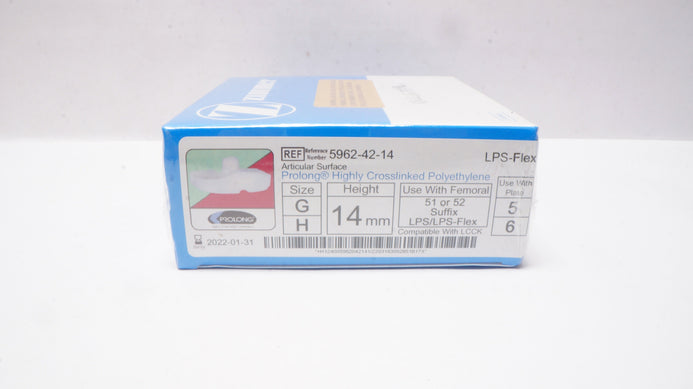 ZIMMER
REF Reference Number 5962-42-14
LPS-Flex
Articular Surface
Prolong® Highly Crosslinked Polyethylene
Size
G
H
Height
14 mm
Use With Femoral
51 or 52
Suffix
LPS/LPS-Flex
Compatible With LCCK
Use With
Plate
5
6
PROLONG
2022-01-31